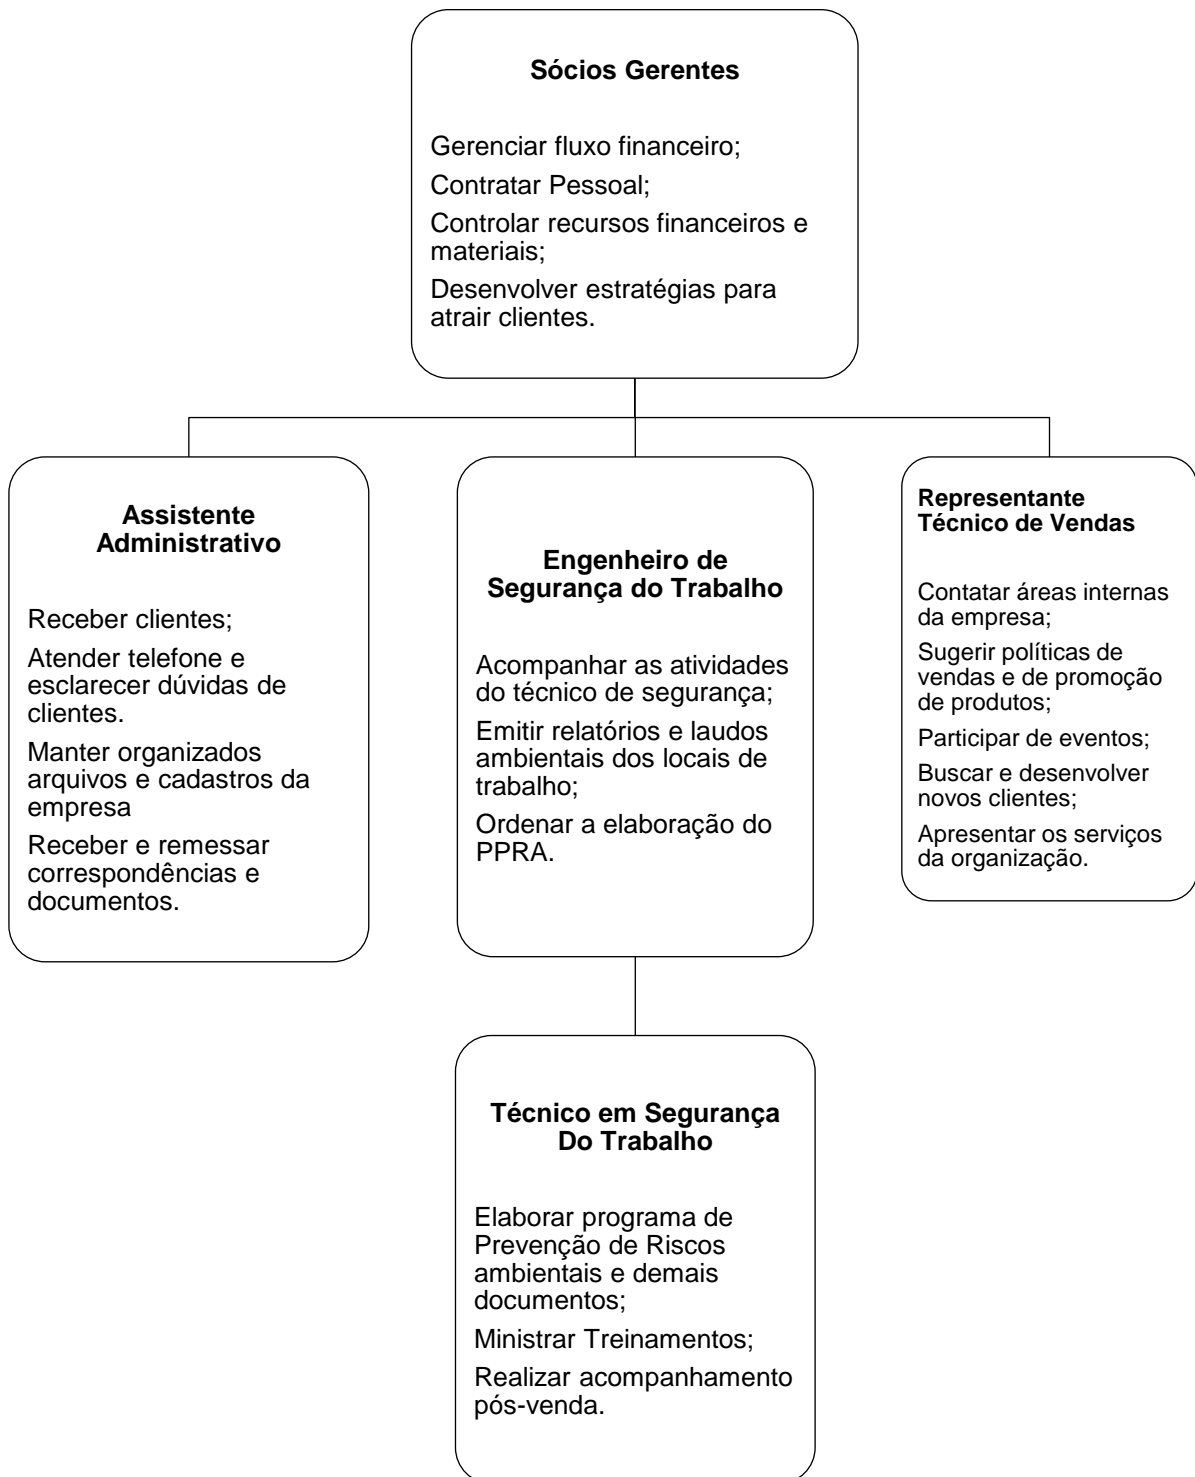 Sócios Gerentes
Gerenciar fluxo financeiro;
Contratar Pessoal;
Controlar recursos financeiros e
materiais;
Desenvolver estratégias para
atrair clientes.
Assistente
Administrativo
Receber clientes;
Atender telefone e
esclarecer dúvidas de
clientes.
Manter organizados
arquivos e cadastros da
empresa
Receber e remessar
correspondências e
documentos.
Engenheiro de
Segurança do Trabalho
Acompanhar as atividades
do técnico de segurança;
Emitir relatórios e laudos
ambientais dos locais de
trabalho;
Ordenar a elaboração do
PPRA.
Representante
Técnico de Vendas
Contatar áreas internas
da empresa;
Sugerir políticas de
vendas e de promoção
de produtos;
Participar de eventos;
Buscar e desenvolver
novos clientes;
Apresentar os serviços
da organização.
Técnico em Segurança
Do Trabalho
Elaborar programa de
Prevenção de Riscos
ambientais e demais
documentos;
Ministrar Treinamentos;
Realizar acompanhamento
pós-venda.